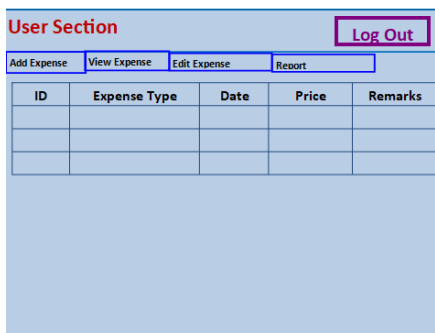 User Section
Log Out
Add Expense View Expense Edit Expense Report
ID Expense Type Date Price Remarks